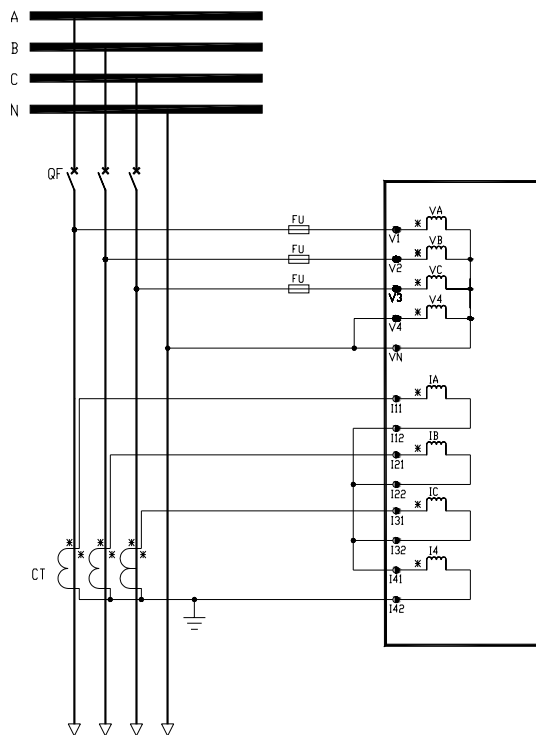 A
B
C
N
QF
FU
VA
V1
FU
VB
V2
FU
VC
V3
V4
V4
VN
IA
I11
I12
IB
I21
I22
IC
I31
I32
I4
I41
I42
CT